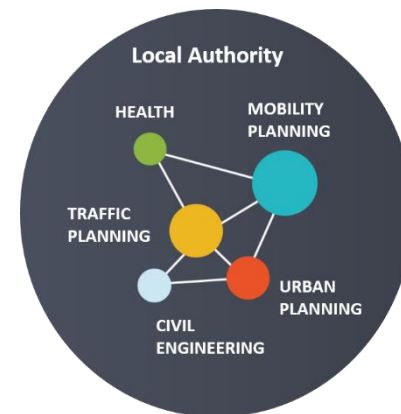 Local Authority
HEALTH
MOBILITY
PLANNING
TRAFFIC
PLANNING
URBAN
PLANNING
CIVIL
ENGINEERING